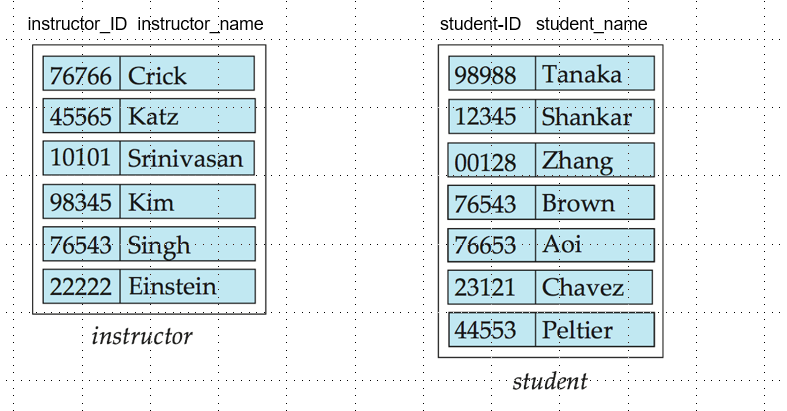 instructor_ID instructor_name
76766 Crick
45565 Katz
10101 Srinivasan
98345 Kim
76543 Singh
22222 Einstein
instructor
student-ID student_name
98988 Tanaka
12345 Shankar
00128 Zhang
76543 Brown
76653 Aoi
23121 Chavez
44553 Peltier
student